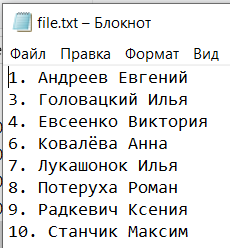 file.txt – Блокнот
Файл Правка Формат Вид
1. Андреев Евгений
3. Головацкий Илья
4. Евсеенко Виктория
6. Ковалёва Анна
7. Лукашонок Илья
8. Потеруха Роман
9. Радкевич Ксения
10. Станчик Максим